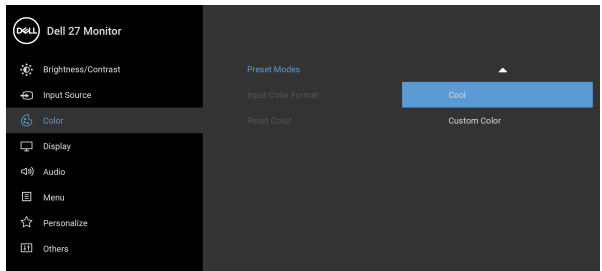 DELL Dell 27 Monitor
Brightness/Contrast Preset Modes
Input Source Input Color Format Cool
Color Reset Color Custom Color
Display
Audio
Menu
Personalize
Others